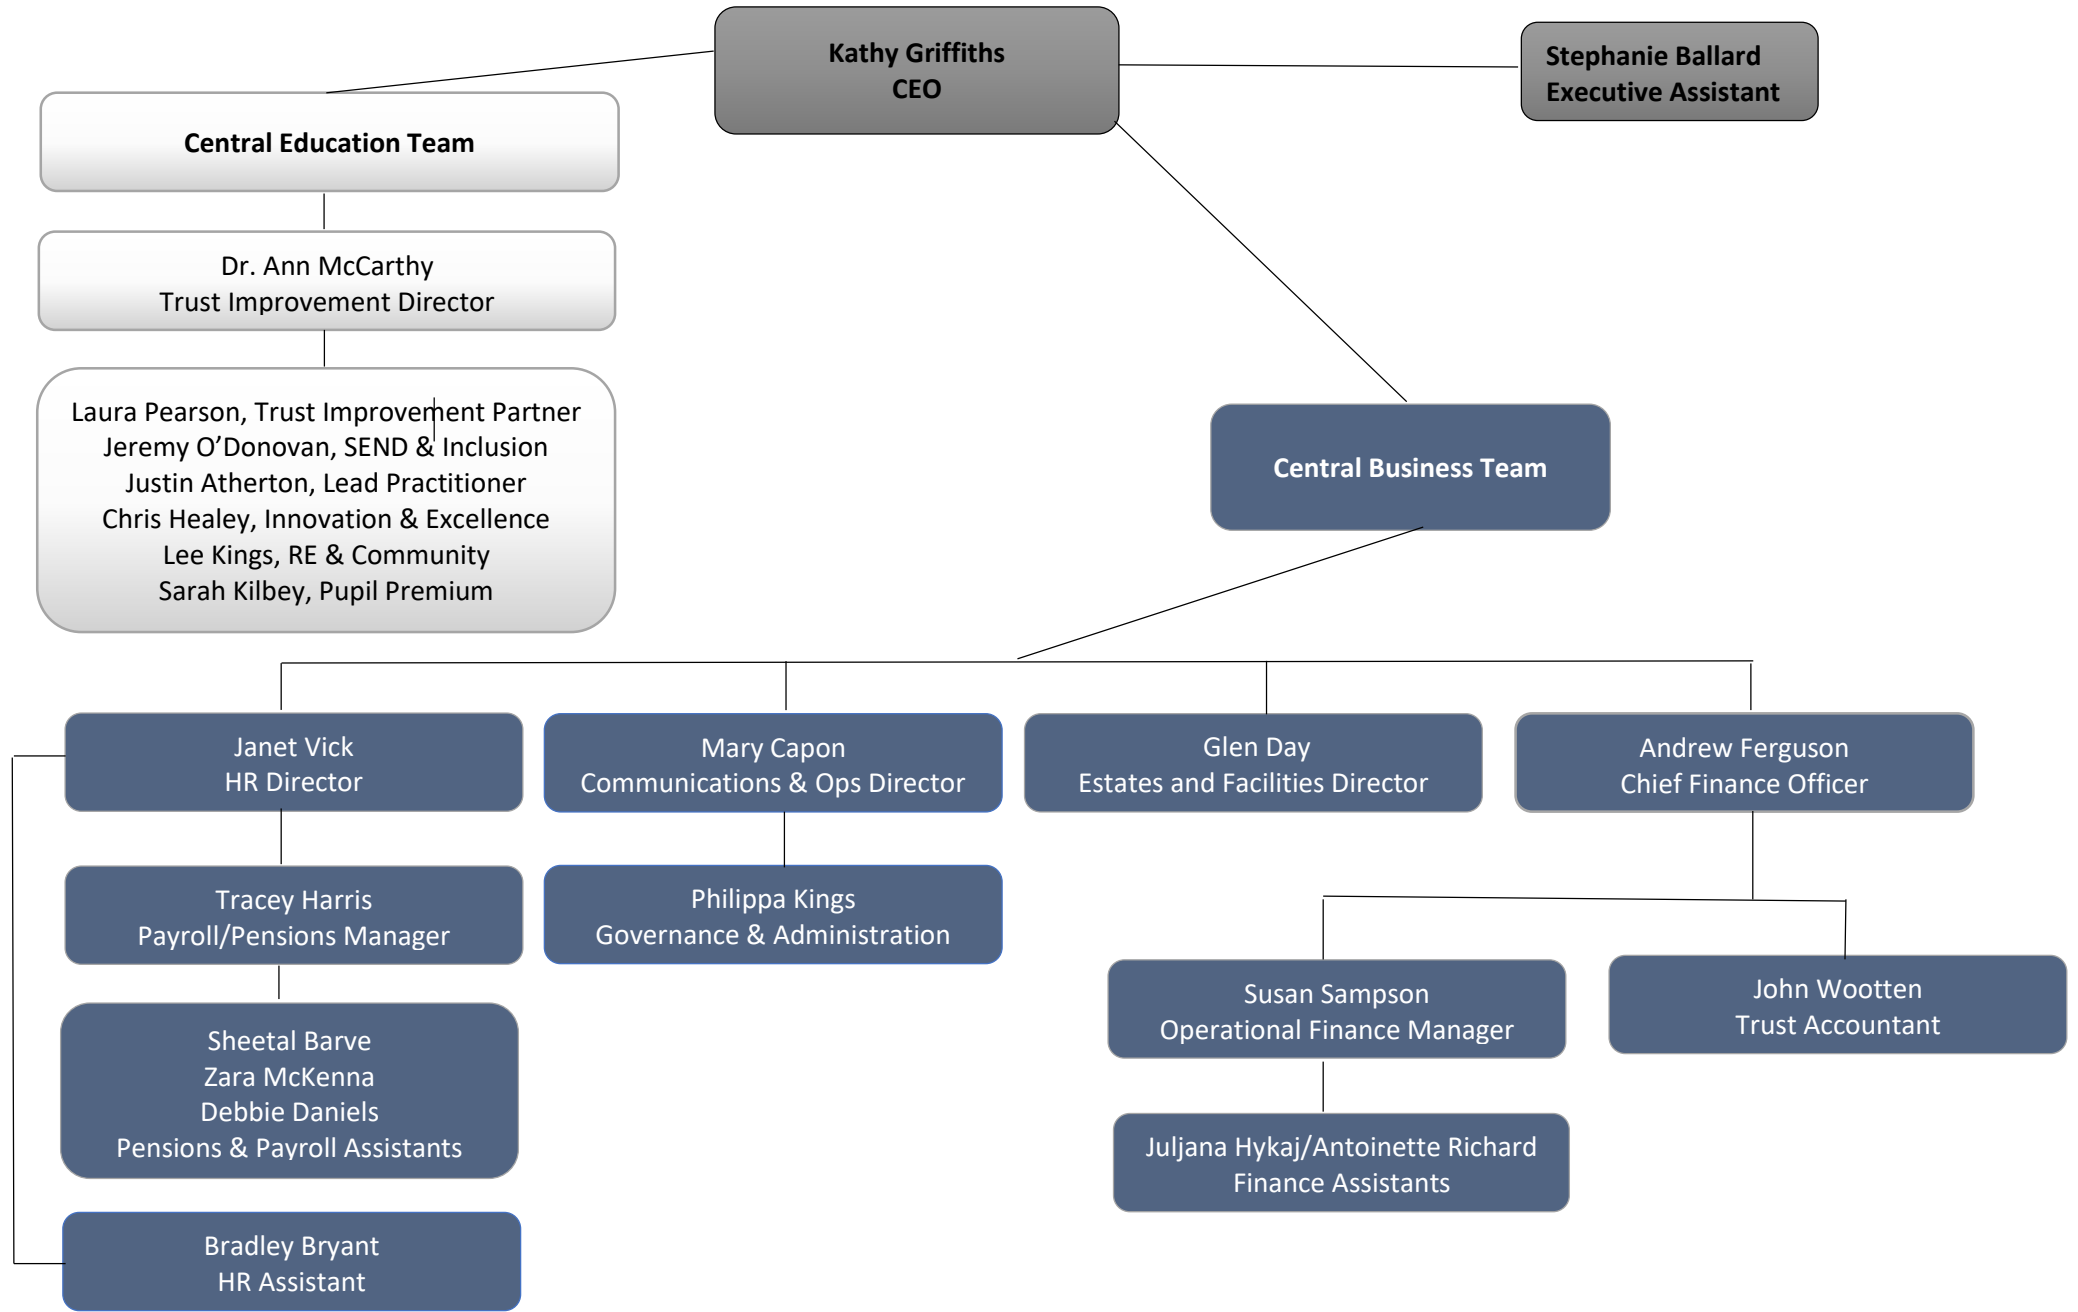 Kathy Griffiths
CEO
Stephanie Ballard
Executive Assistant
Central Education Team
Dr. Ann McCarthy
Trust Improvement Director
Laura Pearson, Trust Improvement Partner
Jeremy O’Donovan, SEND & Inclusion
Justin Atherton, Lead Practitioner
Chris Healey, Innovation & Excellence
Lee Kings, RE & Community
Sarah Kilbey, Pupil Premium
Central Business Team
Janet Vick
HR Director
Mary Capon
Communications & Ops Director
Glen Day
Estates and Facilities Director
Andrew Ferguson
Chief Finance Officer
Tracey Harris
Payroll/Pensions Manager
Philippa Kings
Governance & Administration
Susan Sampson
Operational Finance Manager
John Wootten
Trust Accountant
Sheetal Barve
Zara McKenna
Debbie Daniels
Pensions & Payroll Assistants
Juljana Hykaj/Antoinette Richard
Finance Assistants
Bradley Bryant
HR Assistant